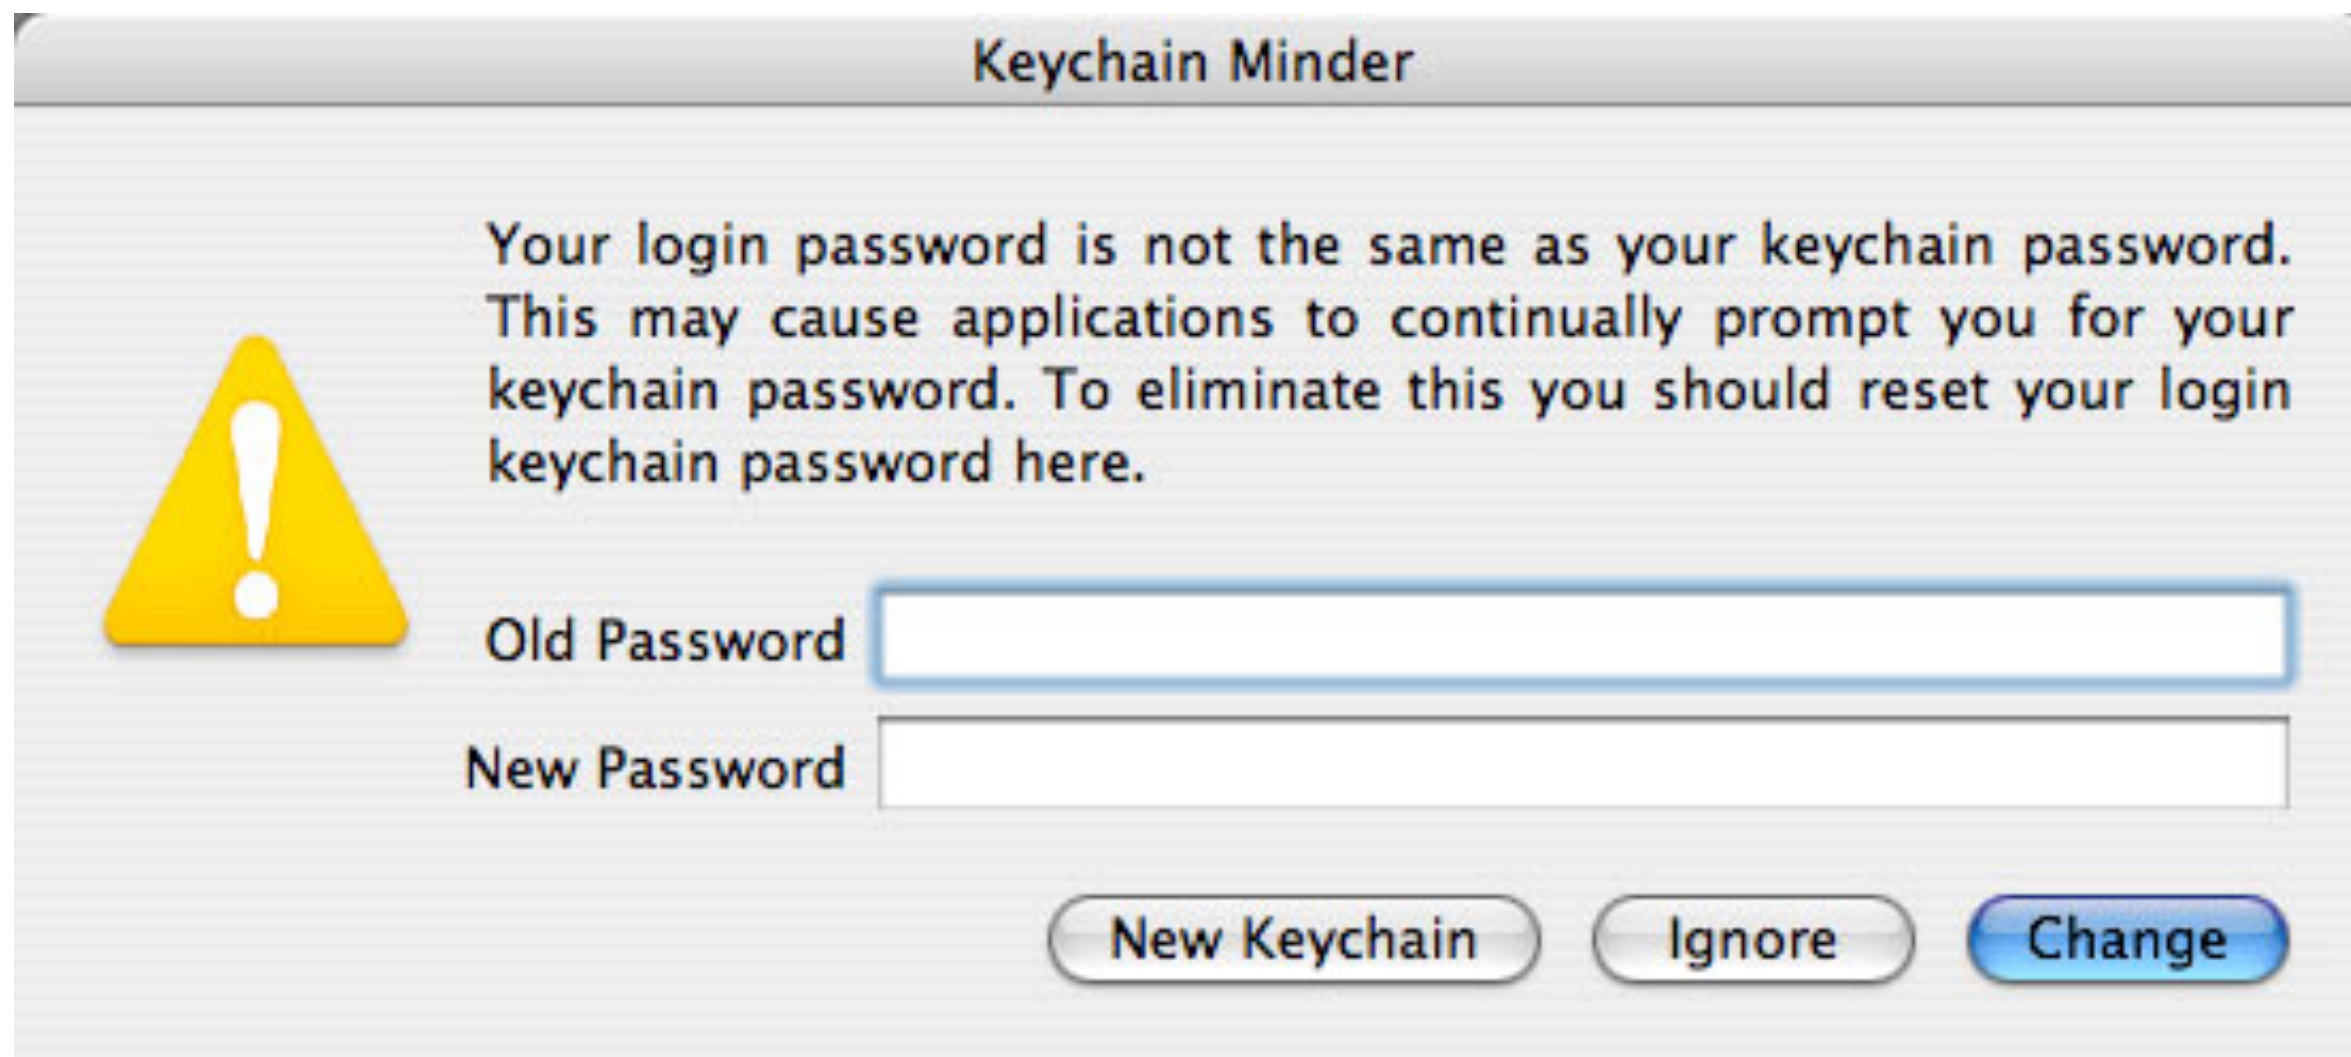 Keychain Minder
Your login password is not the same as your keychain password.
This may cause applications to continually prompt you for your
keychain password. To eliminate this you should reset your login
keychain password here.
Old Password
New Password
New Keychain Ignore Change